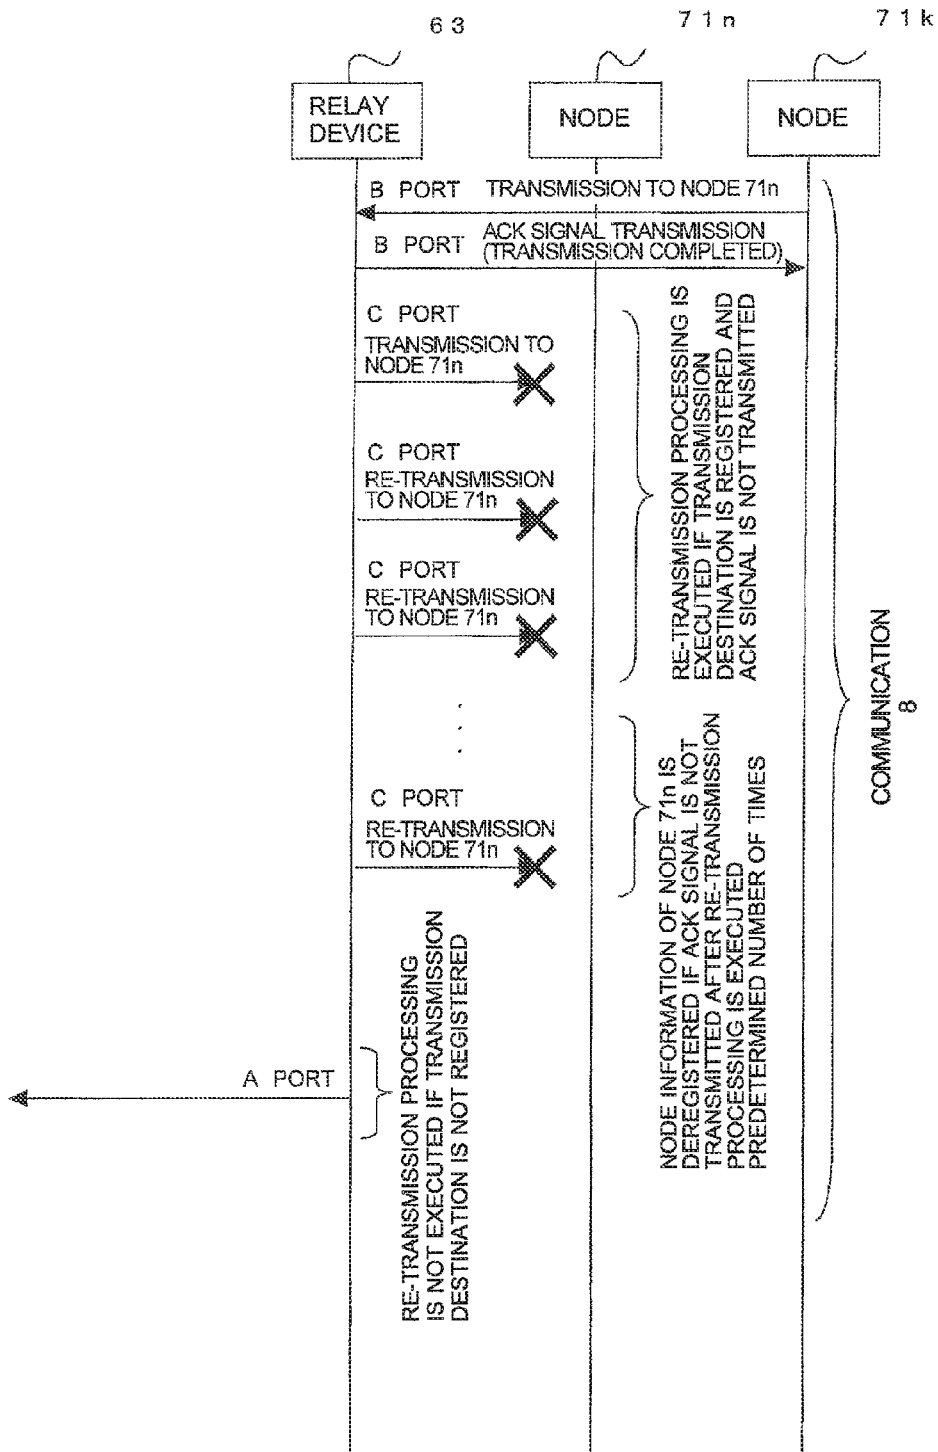 63
71n
71k
RELAY
DEVICE
NODE
NODE
B PORT TRANSMISSION TO NODE 71n
B PORT ACK SIGNAL TRANSMISSION
(TRANSMISSION COMPLETED)
C PORT
TRANSMISSION TO
NODE 71n
C PORT
RE-TRANSMISSION
TO NODE 71n
C PORT
RE-TRANSMISSION
TO NODE 71n
RE-TRANSMISSION PROCESSING IS
EXECUTED IF TRANSMISSION
DESTINATION IS REGISTERED AND
ACK SIGNAL IS NOT TRANSMITTED
C PORT
RE-TRANSMISSION
TO NODE 71n
NODE INFORMATION OF NODE 71n IS
DEREGISTERED IF ACK SIGNAL IS NOT
TRANSMITTED AFTER RE-TRANSMISSION
PROCESSING IS EXECUTED
PREDETERMINED NUMBER OF TIMES
COMMUNICATION
8
A PORT
RE-TRANSMISSION PROCESSING
IS NOT EXECUTED IF TRANSMISSION
DESTINATION IS NOT REGISTERED